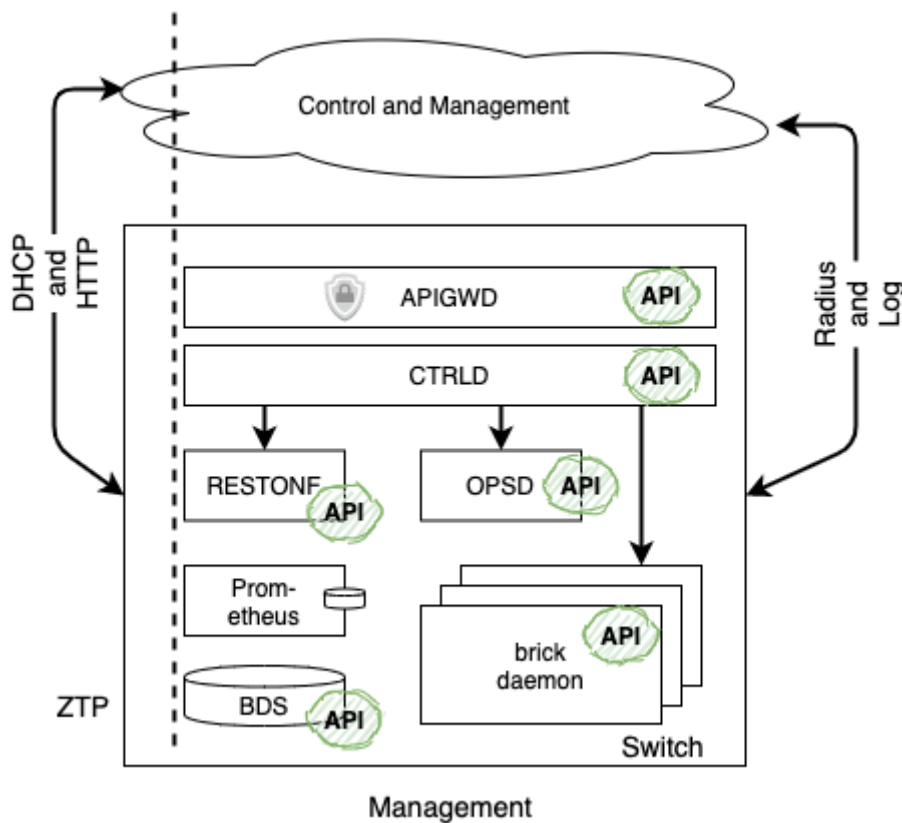 Control and Management
DHCP
and
HTTP
Radius
and
Log
APIGWD
API
CTRLD
API
RESTONF
API
OPSD
API
Prom-
etheus
brick
daemon
API
BDS
API
ZTP
Switch
Management